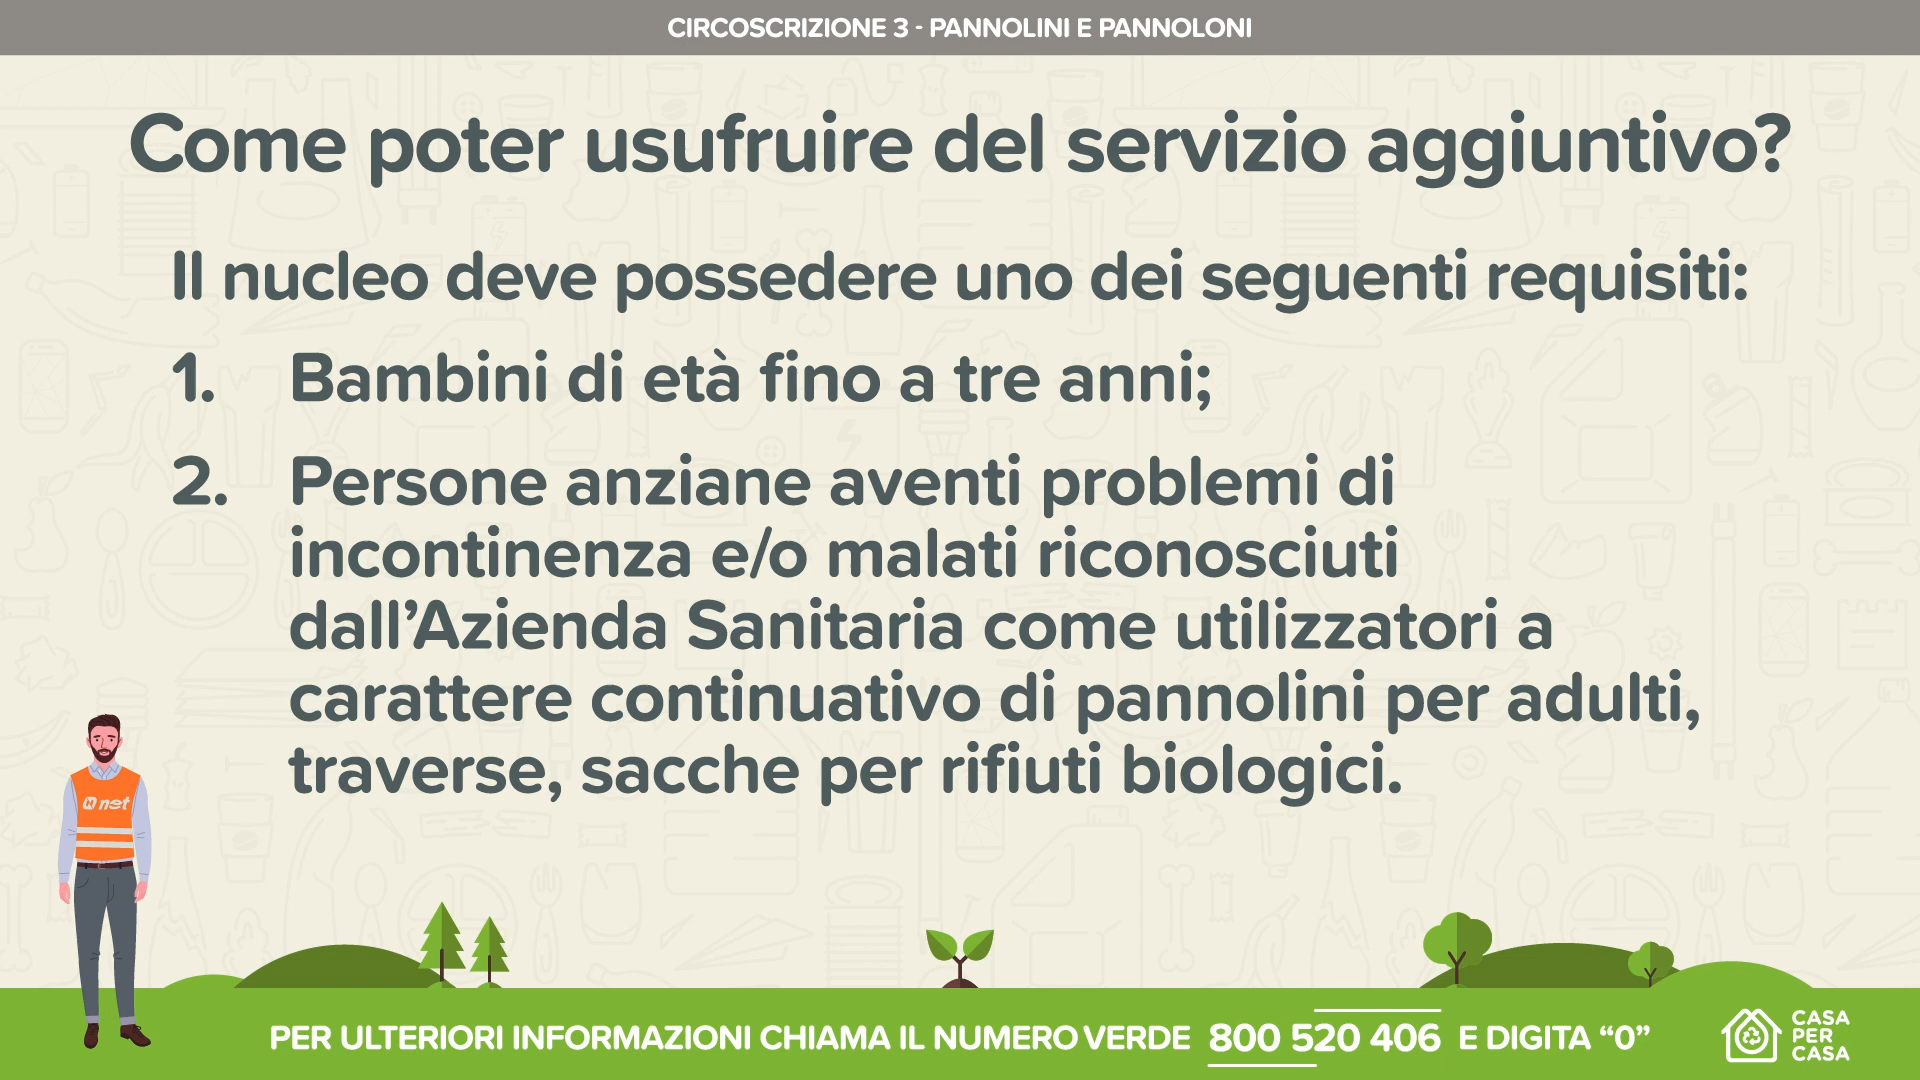 CIRCOSCRIZIONE 3 - PANNOLINI E PANNOLONI
Come poter usufruire del servizio aggiuntivo?
Il nucleo deve possedere uno dei seguenti requisiti:
1. Bambini di età fino a tre anni;
2. Persone anziane aventi problemi di
incontinenza e/o malati riconosciuti
dall’Azienda Sanitaria come utilizzatori a
carattere continuativo di pannolini per adulti,
traverse, sacche per rifiuti biologici.
net
PER ULTERIORI INFORMAZIONI CHIAMA IL NUMERO VERDE 800 520 406 E DIGITA “0”
CASA
PER
CASA